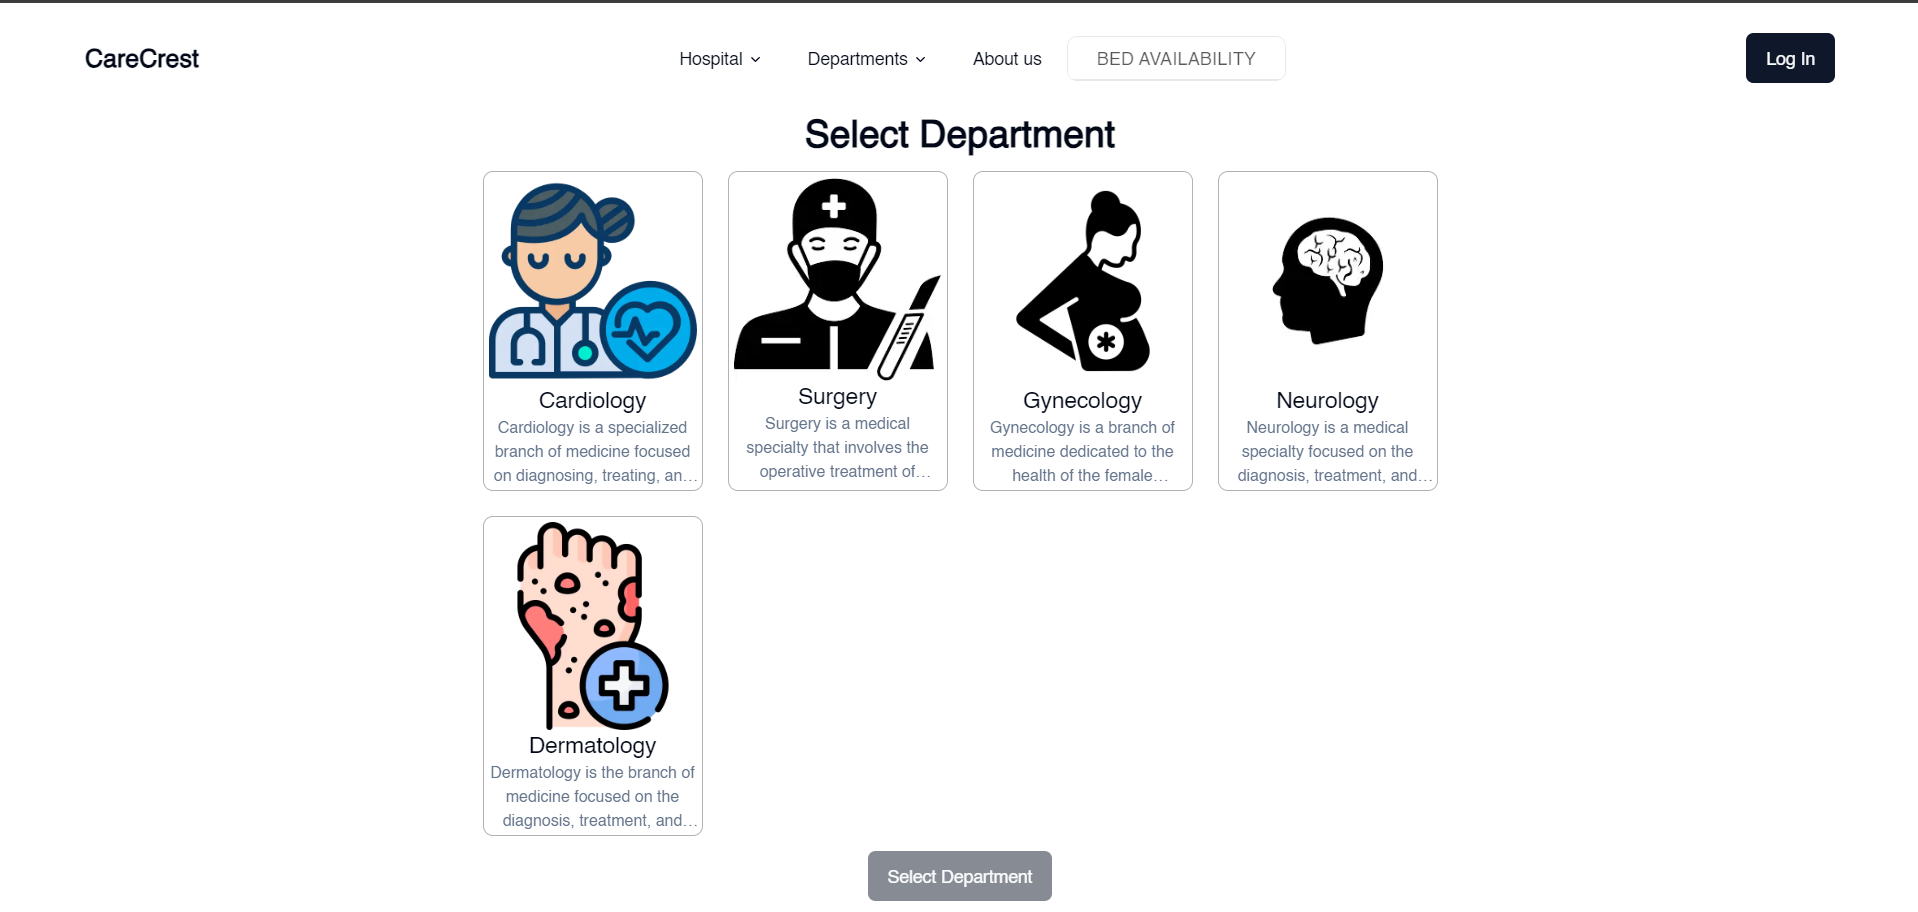 CareCrest
Hospital
Departments
About us
BED AVAILABILITY
Log In
Select Department
Cardiology
Cardiology is a specialized
branch of medicine focused
on diagnosing, treating, an…
Surgery
Surgery is a medical
specialty that involves the
operative treatment of…
Gynecology
Gynecology is a branch of
medicine dedicated to the
health of the female…
Neurology
Neurology is a medical
specialty focused on the
diagnosis, treatment, and…
Dermatology
Dermatology is the branch of
medicine focused on the
diagnosis, treatment, and…
Select Department